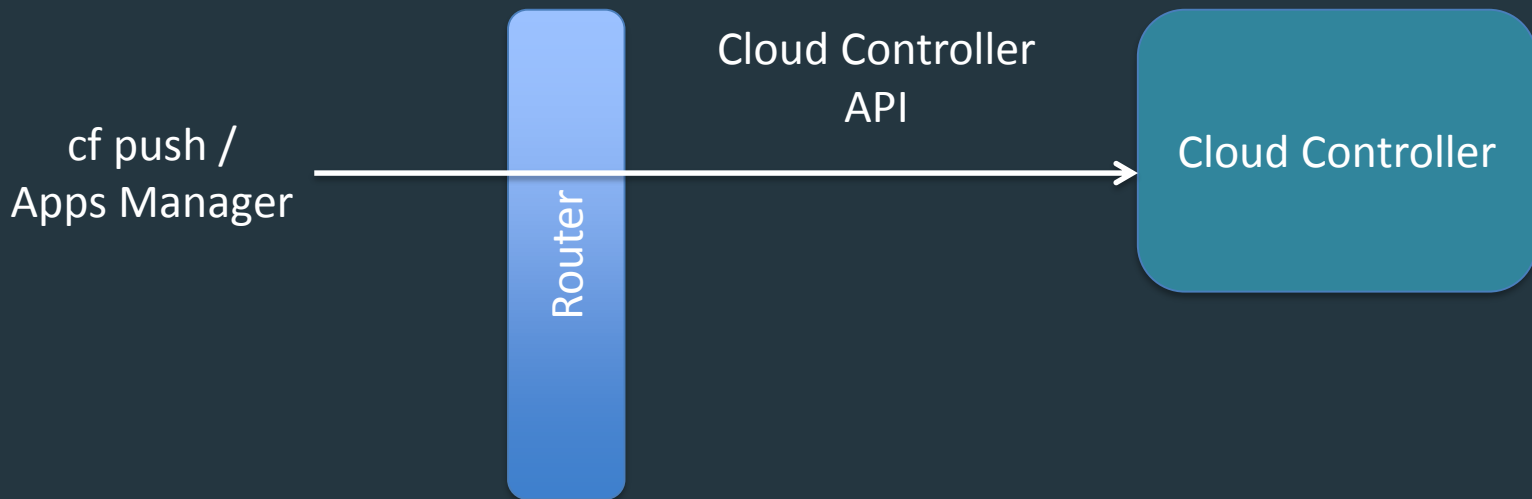 cf push /
Apps Manager
Router
Cloud Controller
API
Cloud Controller